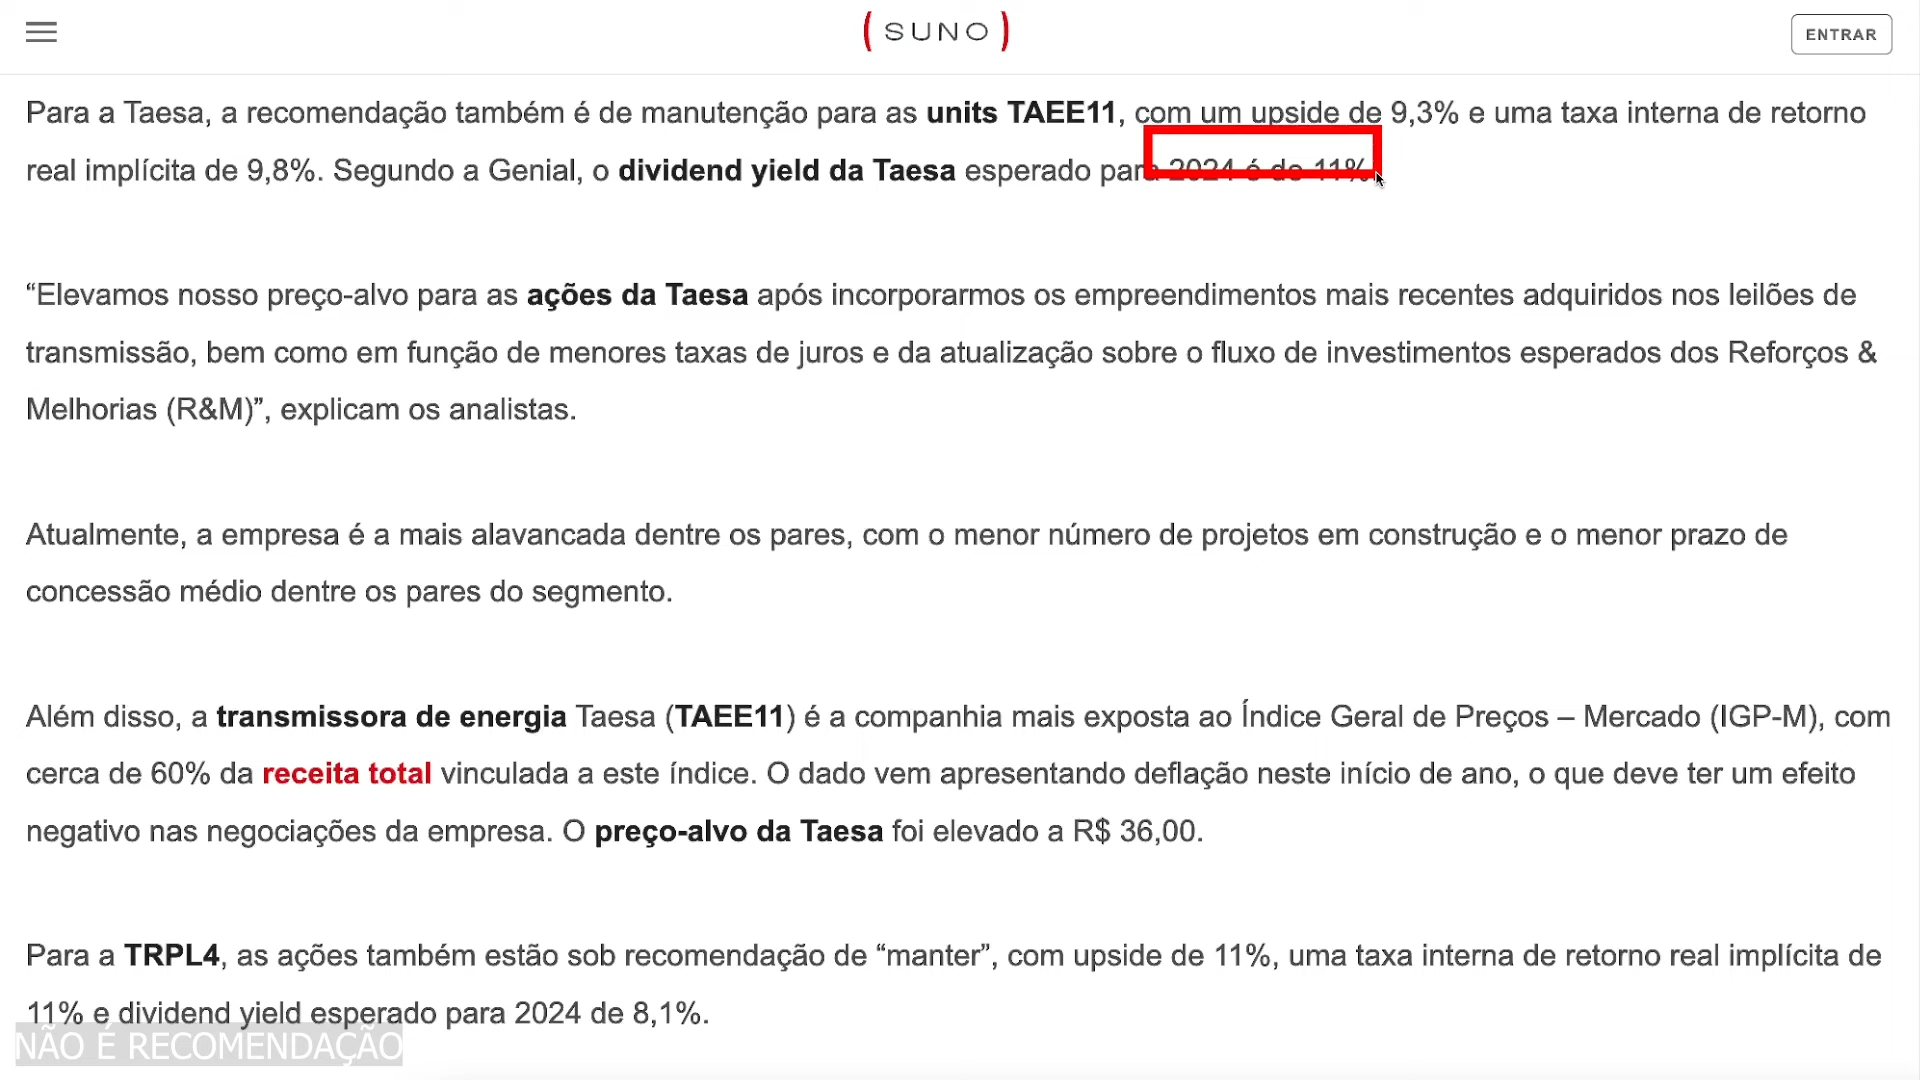 ( SUNO )
ENTRAR
Para a Taesa, a recomendação também é de manutenção para as units TAEE11, com um upside de 9,3% e uma taxa interna de retorno
real implícita de 9,8%. Segundo a Genial, o dividend yield da Taesa esperado para 2024 é de 11%.
“Elevamos nosso preço-alvo para as ações da Taesa após incorporarmos os empreendimentos mais recentes adquiridos nos leilões de
transmissão, bem como em função de menores taxas de juros e da atualização sobre o fluxo de investimentos esperados dos Reforços &
Melhorias (R&M)”, explicam os analistas.
Atualmente, a empresa é a mais alavancada dentre os pares, com o menor número de projetos em construção e o menor prazo de
concessão médio dentre os pares do segmento.
Além disso, a transmissora de energia Taesa (TAEE11) é a companhia mais exposta ao Índice Geral de Preços – Mercado (IGP-M), com
cerca de 60% da receita total vinculada a este índice. O dado vem apresentando deflação neste início de ano, o que deve ter um efeito
negativo nas negociações da empresa. O preço-alvo da Taesa foi elevado a R$ 36,00.
Para a TRPL4, as ações também estão sob recomendação de “manter”, com upside de 11%, uma taxa interna de retorno real implícita de
11% e dividend yield esperado para 2024 de 8,1%.
NÃO É RECOMENDAÇÃO